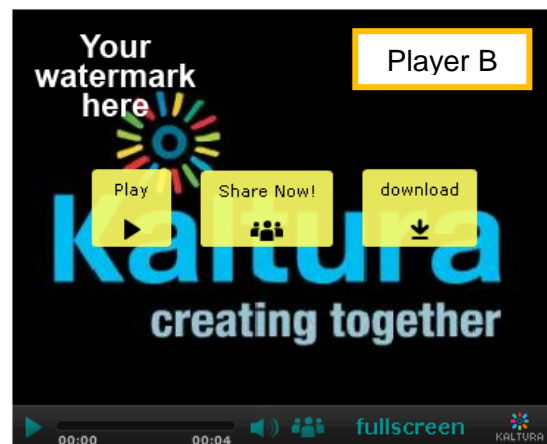 Your
watermark
here
Player B
Play
Share Now!
download
Kaltura
creating together
00:00
00:04
fullscreen
KALTURA